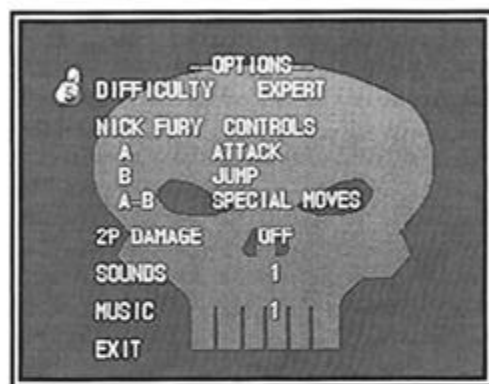 OPTIONS
DIFFICULTY EXPERT
NICK FURY CONTROLS
A ATTACK
B JUMP
A-B SPECIAL MOVES
2P DAMAGE OFF
SOUNDS 1
MUSIC 1
EXIT